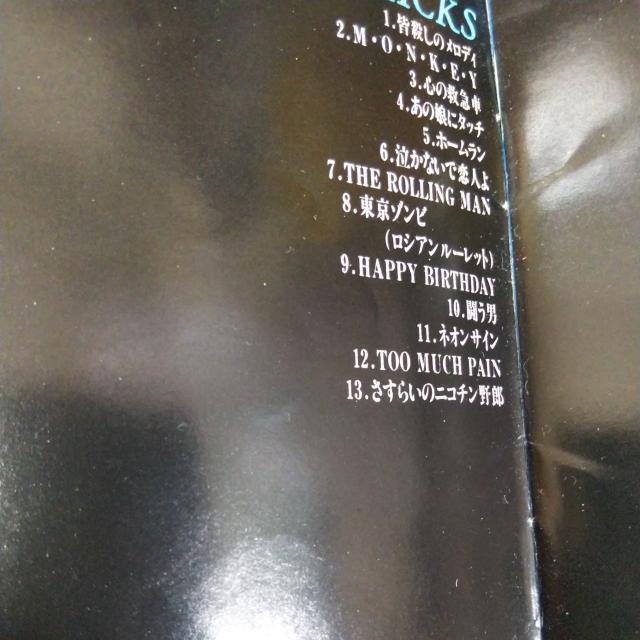 1.皆殺しのメロディ
2.M・O・N・K・E・Y
3.心の救急車
4.あの娘にタッチ
5.ホームラン
6.泣かないで恋人よ
7.THE ROLLING MAN
8.東京ゾンビ
(ロシアンルーレット)
9.HAPPY BIRTHDAY
10.闘う男
11.ネオンサイン
12.TOO MUCH PAIN
13.さすらいのニコチン野郎